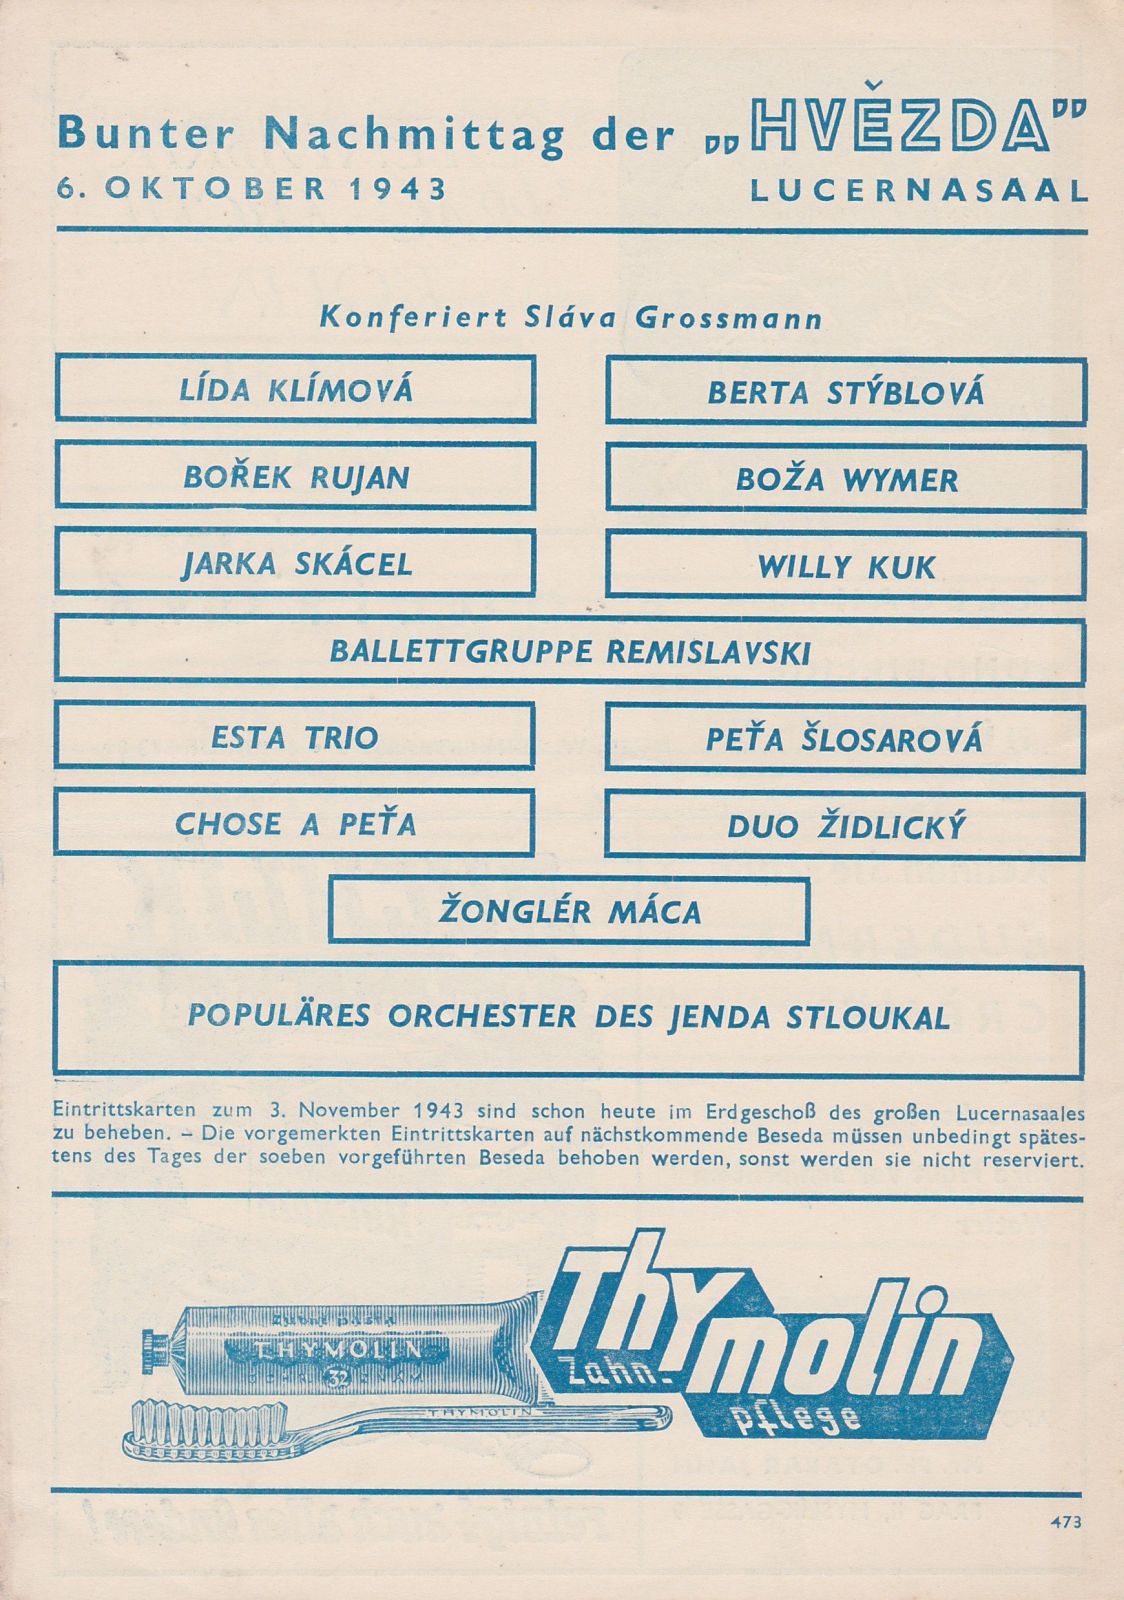 Bunter Nachmittag der „HVĚZDA”
6. OKTOBER 1943 LUCERNASAAL
Konferiert Sláva Grossmann
LÍDA KLÍMOVÁ BERTA STÝBLOVÁ
BOŘEK RUJAN BOŽA WYMER
JARKA SKÁCEL WILLY KUK
BALLETTGRUPPE REMISLAVSKI
ESTA TRIO PEŤA ŠLOSAROVÁ
CHOSE A PEŤA DUO ŽIDLICKÝ
ŽONGLÉR MÁCA
POPULÄRES ORCHESTER DES JENDA STLOUKAL
Eintrittskarten zum 3. November 1943 sind schon heute im Erdgeschoß des großen Lucernasaales
zu beheben. – Die vorgemerkten Eintrittskarten auf nächstkommende Beseda müssen unbedingt spätes-
tens des Tages der soeben vorgeführten Beseda behoben werden, sonst werden sie nicht reserviert.
THYMOLIN
32
THYMOLIN
Thymolin
Zahn-
pflege
473